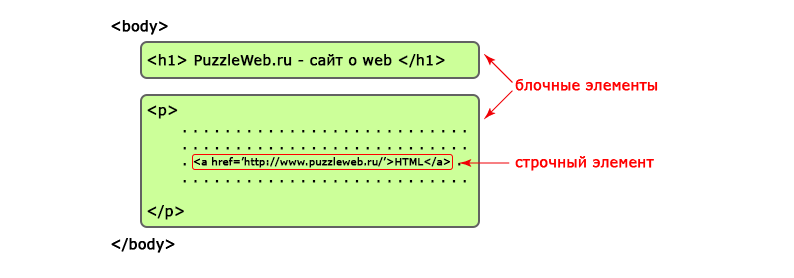 <body>
<h1> PuzzleWeb.ru - сайт о web </h1>
блочные элементы
<p>
. . . . . . . . . . . . . . . . . . . . . . . . . . .
. . . . . . . . . . . . . . . . . . . . . . . . . . .
. <a href='http://www.puzzleweb.ru/'>HTML</a> .
строчный элемент
. . . . . . . . . . . . . . . . . . . . . . . . . . .
</p>
</body>